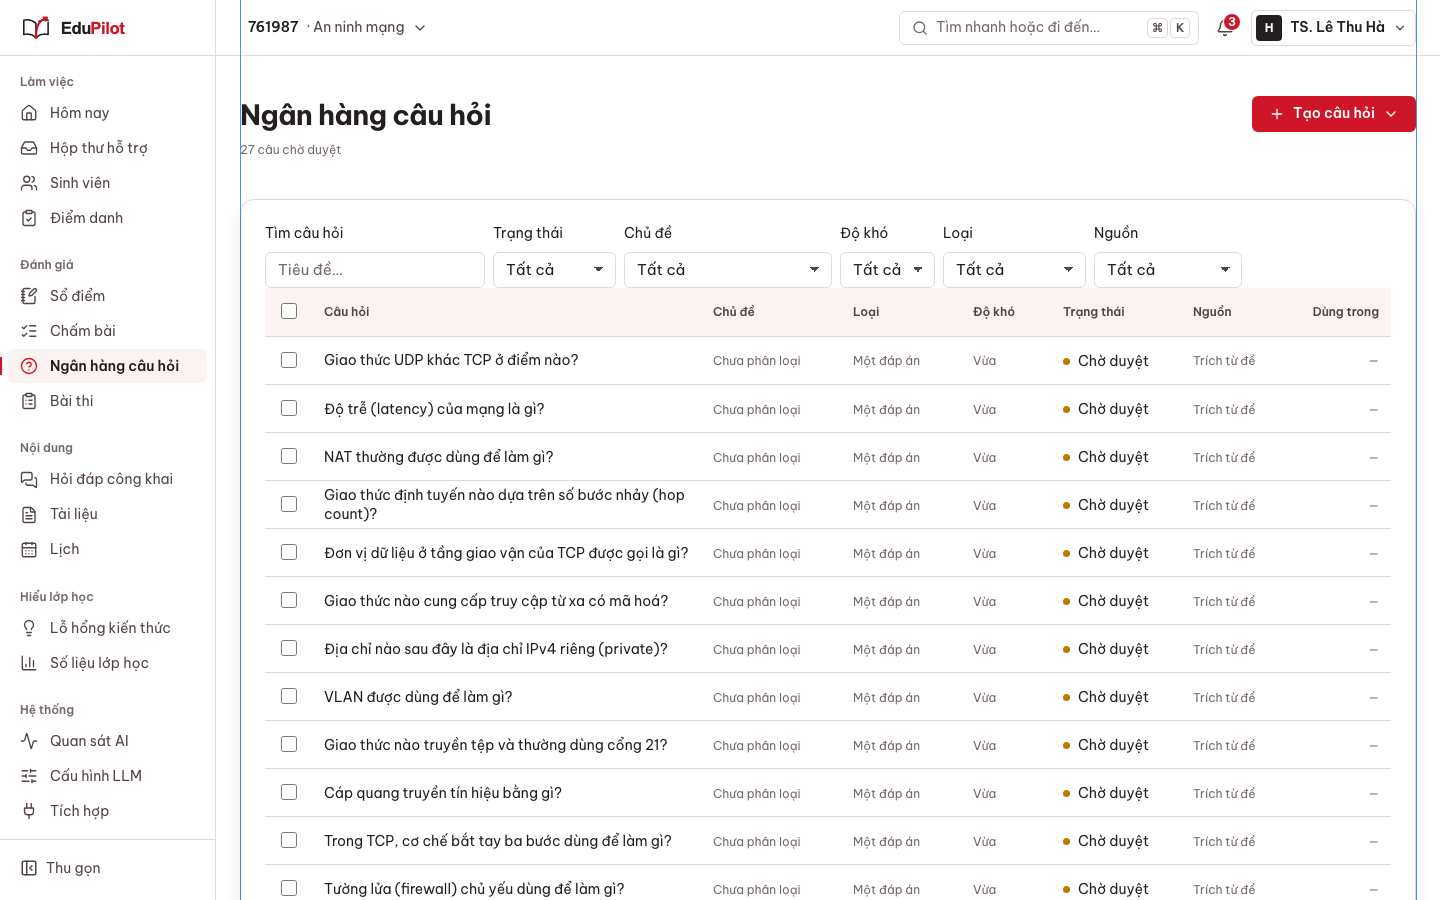 EduPilot
761987 · An ninh mạng
Tìm nhanh hoặc đi đến...
⌘ K
3
H TS. Lê Thu Hà
Làm việc
Hôm nay
Hộp thư hỗ trợ
Sinh viên
Điểm danh
Đánh giá
Sổ điểm
Chấm bài
Ngân hàng câu hỏi
Bài thi
Nội dung
Hỏi đáp công khai
Tài liệu
Lịch
Hiểu lớp học
Lỗ hổng kiến thức
Số liệu lớp học
Hệ thống
Quan sát AI
Cấu hình LLM
Tích hợp
Thu gọn
Ngân hàng câu hỏi
27 câu chờ duyệt
+ Tạo câu hỏi
Tìm câu hỏi Trạng thái Chủ đề Độ khó Loại Nguồn
Tiêu đề... Tất cả Tất cả Tất cả Tất cả Tất cả
Câu hỏi Chủ đề Loại Độ khó Trạng thái Nguồn Dùng trong
Giao thức UDP khác TCP ở điểm nào? Chưa phân loại Một đáp án Vừa Chờ duyệt Trích từ đề –
Độ trễ (latency) của mạng là gì? Chưa phân loại Một đáp án Vừa Chờ duyệt Trích từ đề –
NAT thường được dùng để làm gì? Chưa phân loại Một đáp án Vừa Chờ duyệt Trích từ đề –
Giao thức định tuyến nào dựa trên số bước nhảy (hop
count)? Chưa phân loại Một đáp án Vừa Chờ duyệt Trích từ đề –
Đơn vị dữ liệu ở tầng giao vận của TCP được gọi là gì? Chưa phân loại Một đáp án Vừa Chờ duyệt Trích từ đề –
Giao thức nào cung cấp truy cập từ xa có mã hoá? Chưa phân loại Một đáp án Vừa Chờ duyệt Trích từ đề –
Địa chỉ nào sau đây là địa chỉ IPv4 riêng (private)? Chưa phân loại Một đáp án Vừa Chờ duyệt Trích từ đề –
VLAN được dùng để làm gì? Chưa phân loại Một đáp án Vừa Chờ duyệt Trích từ đề –
Giao thức nào truyền tệp và thường dùng cổng 21? Chưa phân loại Một đáp án Vừa Chờ duyệt Trích từ đề –
Cáp quang truyền tín hiệu bằng gì? Chưa phân loại Một đáp án Vừa Chờ duyệt Trích từ đề –
Trong TCP, cơ chế bắt tay ba bước dùng để làm gì? Chưa phân loại Một đáp án Vừa Chờ duyệt Trích từ đề –
Tường lửa (firewall) chủ yếu dùng để làm gì? Chưa phân loại Một đáp án Vừa Chờ duyệt Trích từ đề –